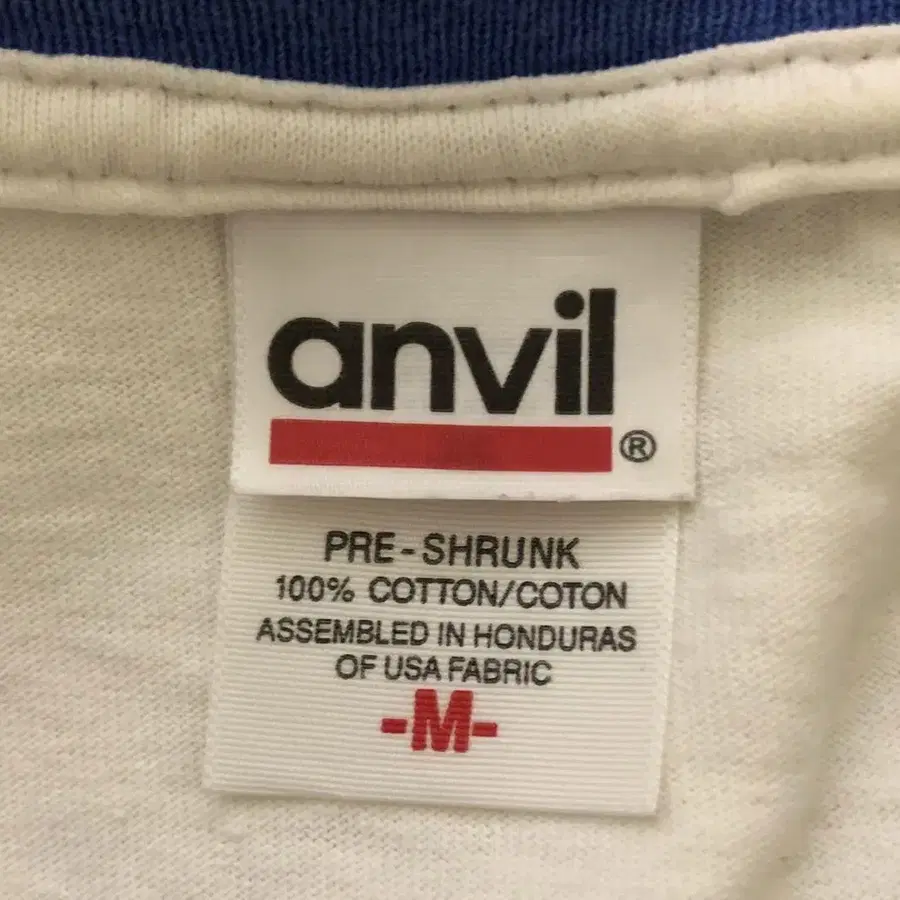 anvil®
PRE-SHRUNK
100% COTTON/COTON
ASSEMBLED IN HONDURAS
OF USA FABRIC
-M-